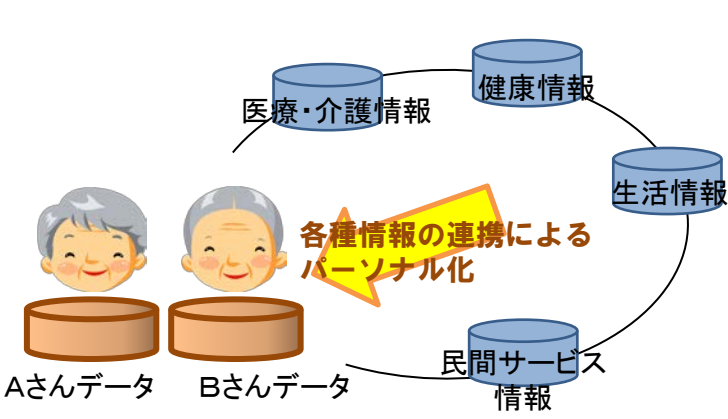 健康情報
医療・介護情報
生活情報
各種情報の連携による
パーソナル化
民間サービス
情報
Aさんデータ
Bさんデータ